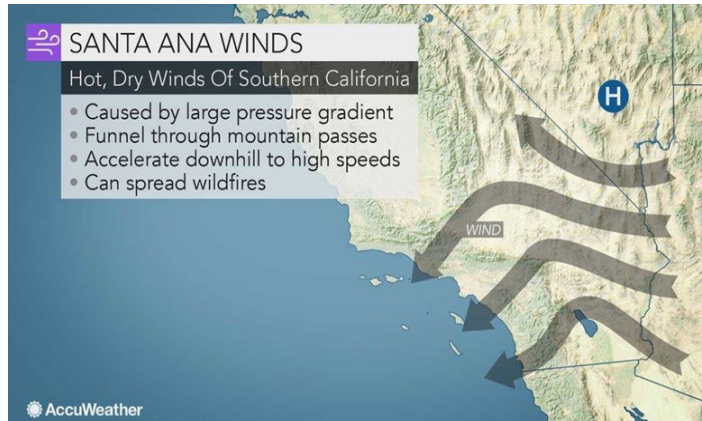 SANTA ANA WINDS
Hot, Dry Winds Of Southern California
• Caused by large pressure gradient
• Funnel through mountain passes
• Accelerate downhill to high speeds
• Can spread wildfires
H
WIND
AccuWeather